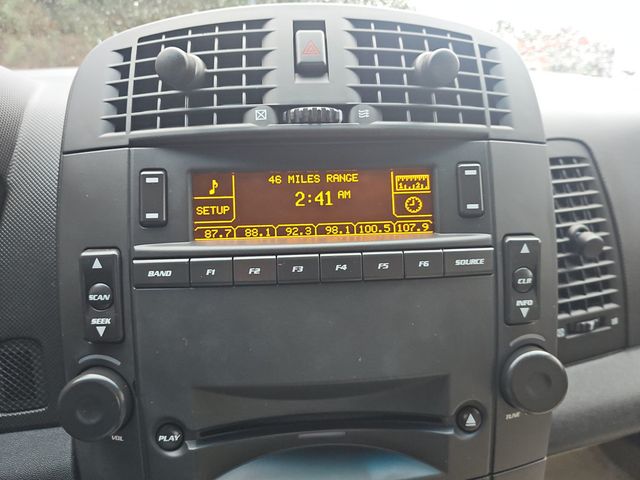 46 MILES RANGE
2:41 AM
SETUP
87.7 88.1 92.3 98.1 100.5 107.9
BAND F1 F2 F3 F4 F5 F6 SOURCE
SCAN
SEEK
CLR
INFO
VOL
PLAY
TUNE